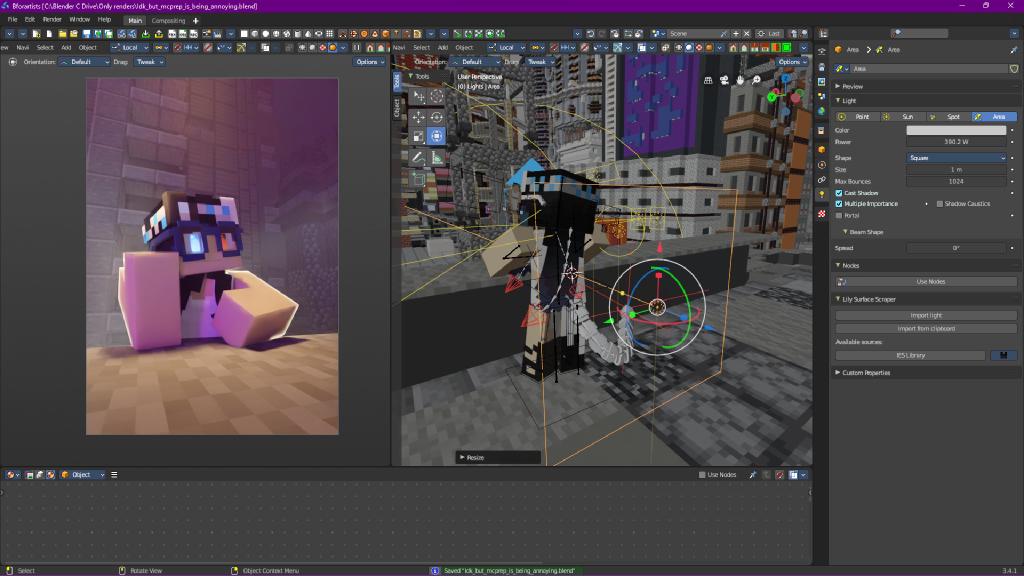 Bforartists [C:\Blender C Drive\Only renders\Idk_but_mcprep_is_being_annoying.blend]
File Edit Render Window Help Main Compositing +
Scene Last
ew Navi Select Add Object Local
Navi Select Add Object Local
Orientation: Default Drag: Tweak Options
Orientation: Default Drag: Tweak Options
Tools
Tools
Object
User Perspective
(0) Lights | Area
Resize
Area Area
Area
Preview
Light
Point Sun Spot Area
Color
Power 380.2 W
Shape Square
Size 1 m
Max Bounces 1024
Cast Shadow
Multiple Importance Shadow Caustics
Portal
Beam Shape
Spread 0°
Nodes
Use Nodes
Lily Surface Scraper
Import light
Import from clipboard
Available sources:
IES Library
Custom Properties
Object Use Nodes
Select Rotate View Object Context Menu Saved "Idk_but_mcprep_is_being_annoying.blend" 3.4.1